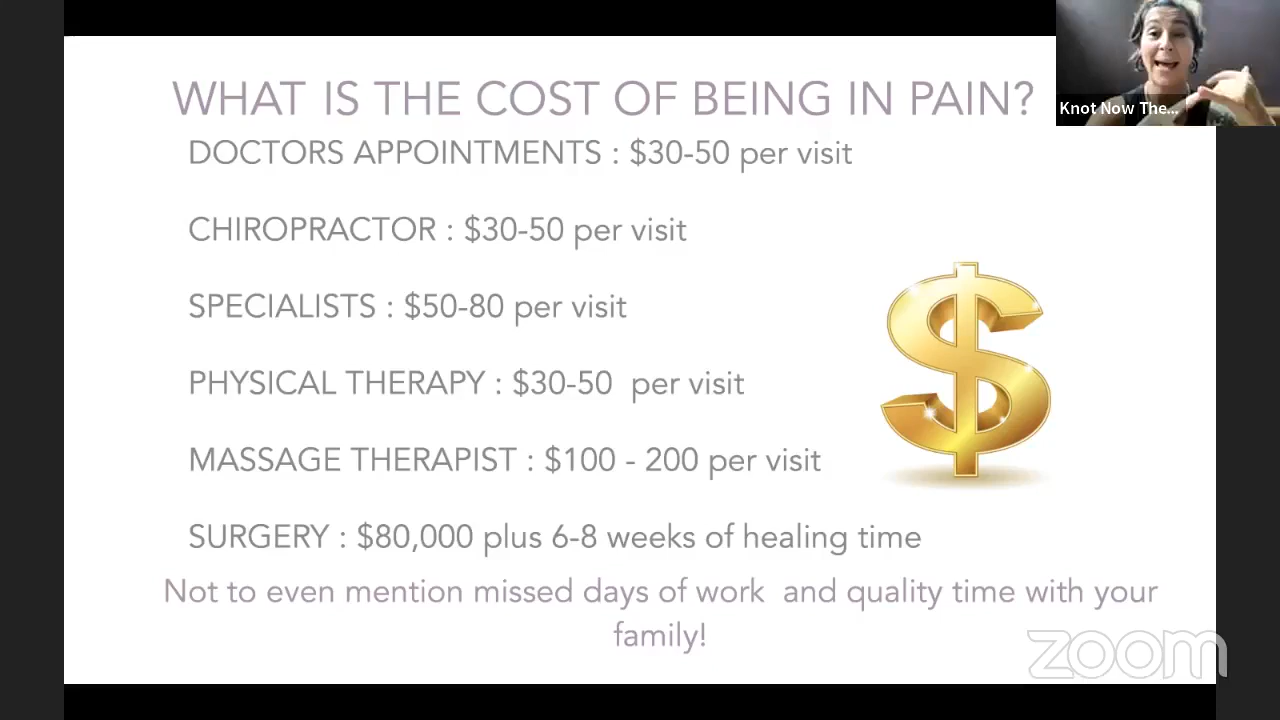 WHAT IS THE COST OF BEING IN PAIN?
DOCTORS APPOINTMENTS : $30-50 per visit
CHIROPRACTOR : $30-50 per visit
SPECIALISTS : $50-80 per visit
PHYSICAL THERAPY : $30-50 per visit
MASSAGE THERAPIST : $100 - 200 per visit
SURGERY : $80,000 plus 6-8 weeks of healing time
Not to even mention missed days of work and quality time with your
family!
Knot Now The...
zoom